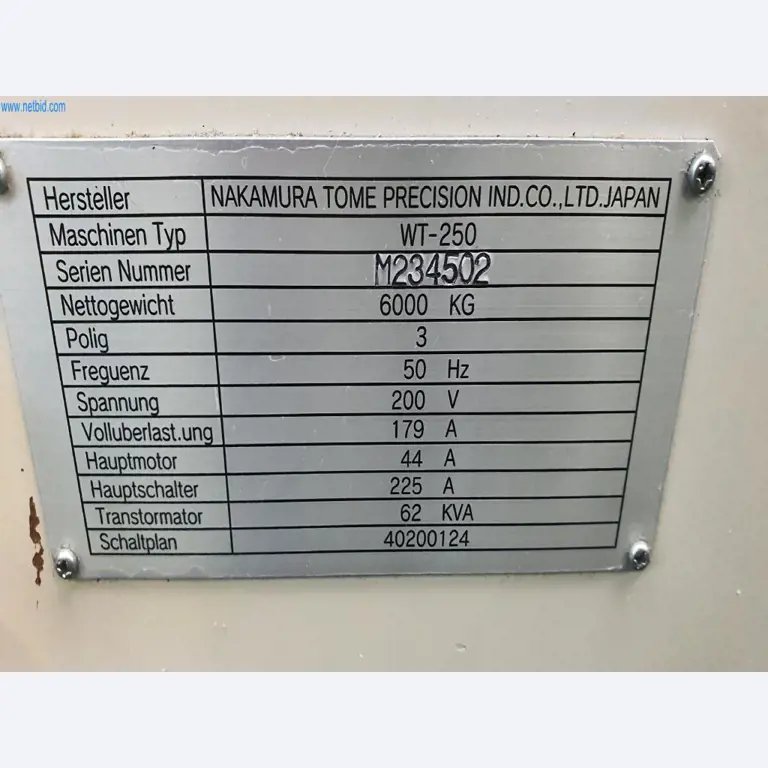 www.netbid.com
Hersteller NAKAMURA TOME PRECISION IND.CO.,LTD.JAPAN
Maschinen Typ WT-250
Serien Nummer M234502
Nettogewicht 6000 KG
Polig 3
Freguenz 50 Hz
Spannung 200 V
Volluberlast.ung 179 A
Hauptmotor 44 A
Hauptschalter 225 A
Transtormator 62 KVA
Schaltplan 40200124